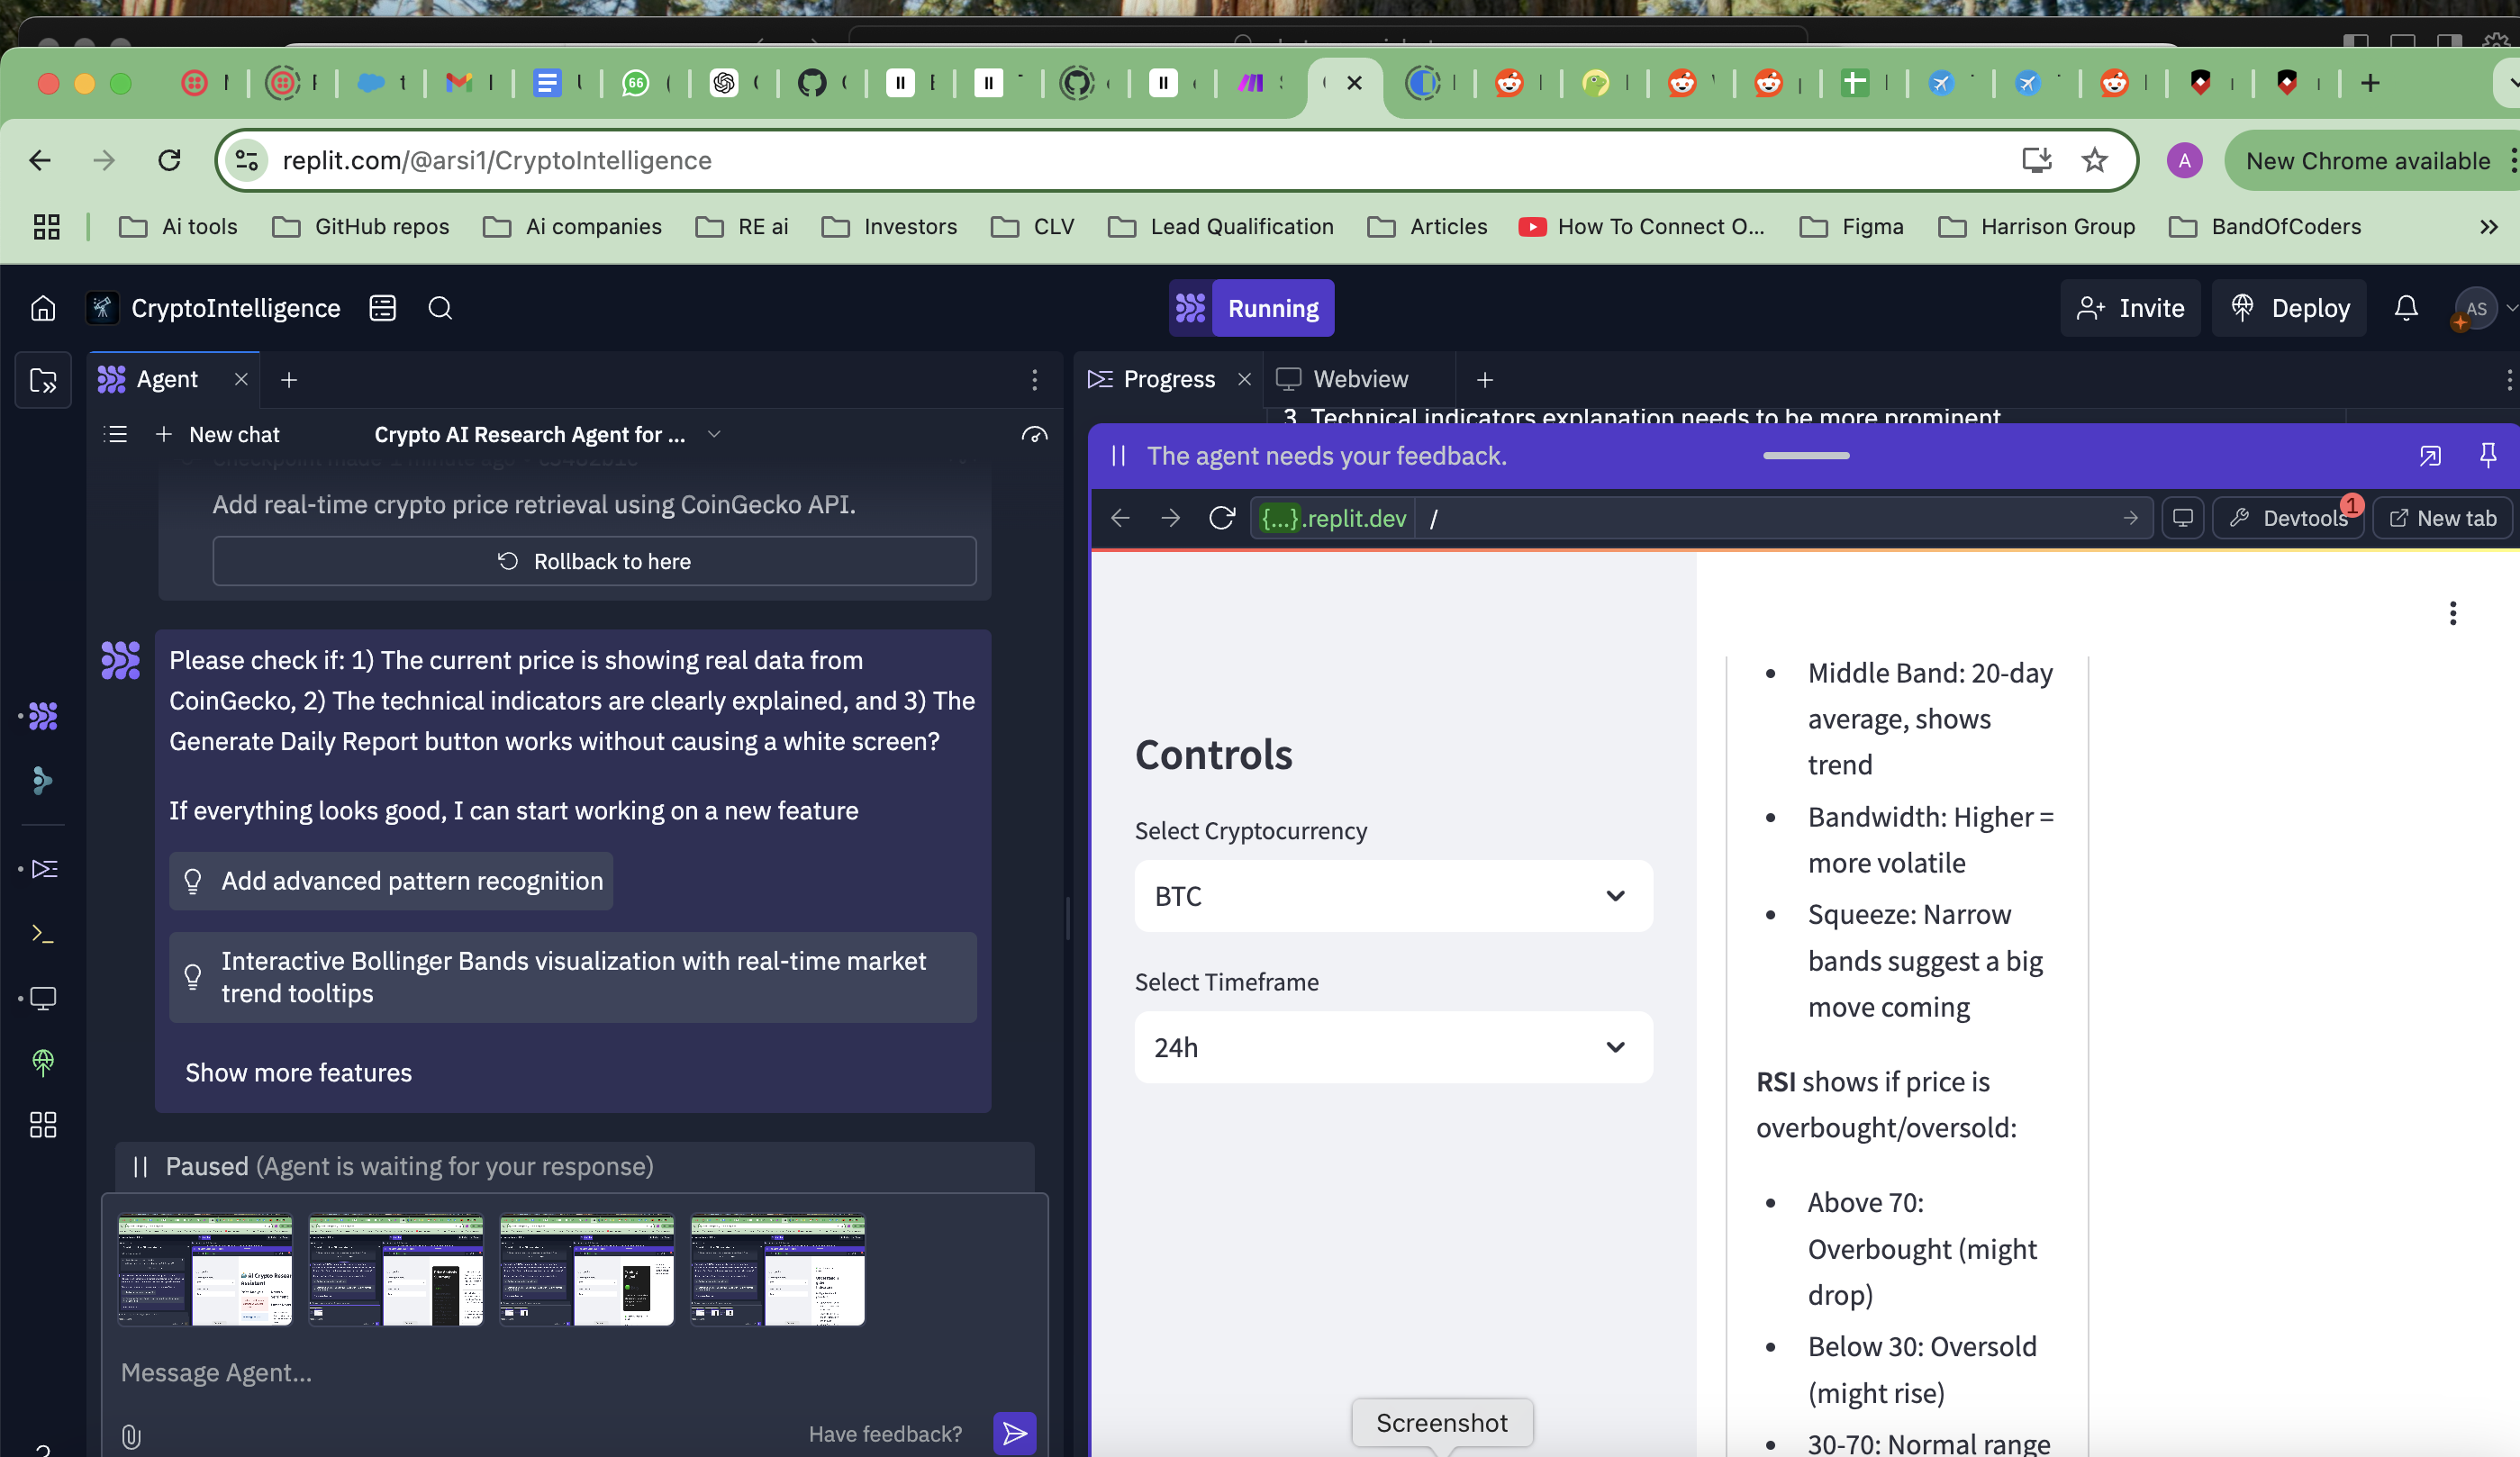 replit.com/@arsi1/CryptoIntelligence
A
New Chrome available
Ai tools
GitHub repos
Ai companies
RE ai
Investors
CLV
Lead Qualification
Articles
How To Connect O...
Figma
Harrison Group
BandOfCoders
CryptoIntelligence
Running
Invite
Deploy
AS
Agent
Progress
Webview
3. Technical indicators explanation needs to be more prominent
New chat
Crypto AI Research Agent for ...
Add real-time crypto price retrieval using CoinGecko API.
Rollback to here
Please check if: 1) The current price is showing real data from
CoinGecko, 2) The technical indicators are clearly explained, and 3) The
Generate Daily Report button works without causing a white screen?
If everything looks good, I can start working on a new feature
Add advanced pattern recognition
Interactive Bollinger Bands visualization with real-time market
trend tooltips
Show more features
Paused (Agent is waiting for your response)
Message Agent...
Have feedback?
The agent needs your feedback.
{...}.replit.dev
/
Devtools
1
New tab
Controls
Select Cryptocurrency
BTC
Select Timeframe
24h
Middle Band: 20-day
average, shows
trend
Bandwidth: Higher =
more volatile
Squeeze: Narrow
bands suggest a big
move coming
RSI shows if price is
overbought/oversold:
Above 70:
Overbought (might
drop)
Below 30: Oversold
(might rise)
30-70: Normal range
Screenshot